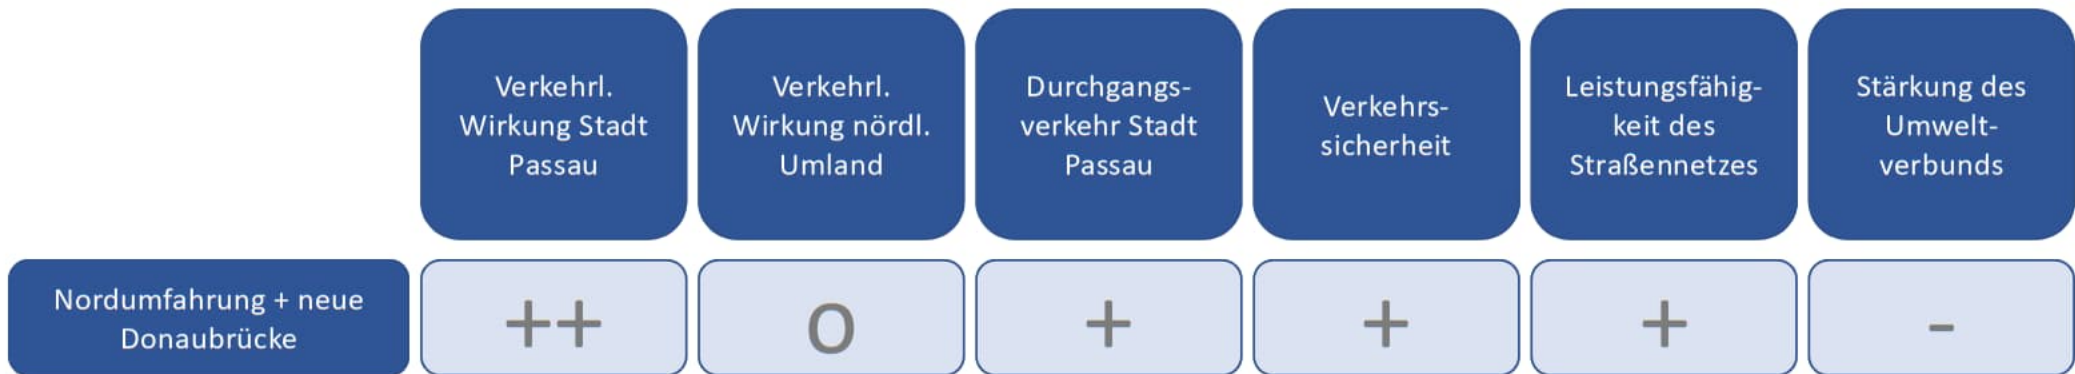 Verkehrl.
Wirkung Stadt
Passau
Verkehrl.
Wirkung nördl.
Umland
Durchgangs-
verkehr Stadt
Passau
Verkehrs-
sicherheit
Leistungsfähig-
keit des
Straßennetzes
Stärkung des
Umwelt-
verbunds
Nordumfahrung + neue
Donaubrücke
++
o
+
+
+
-